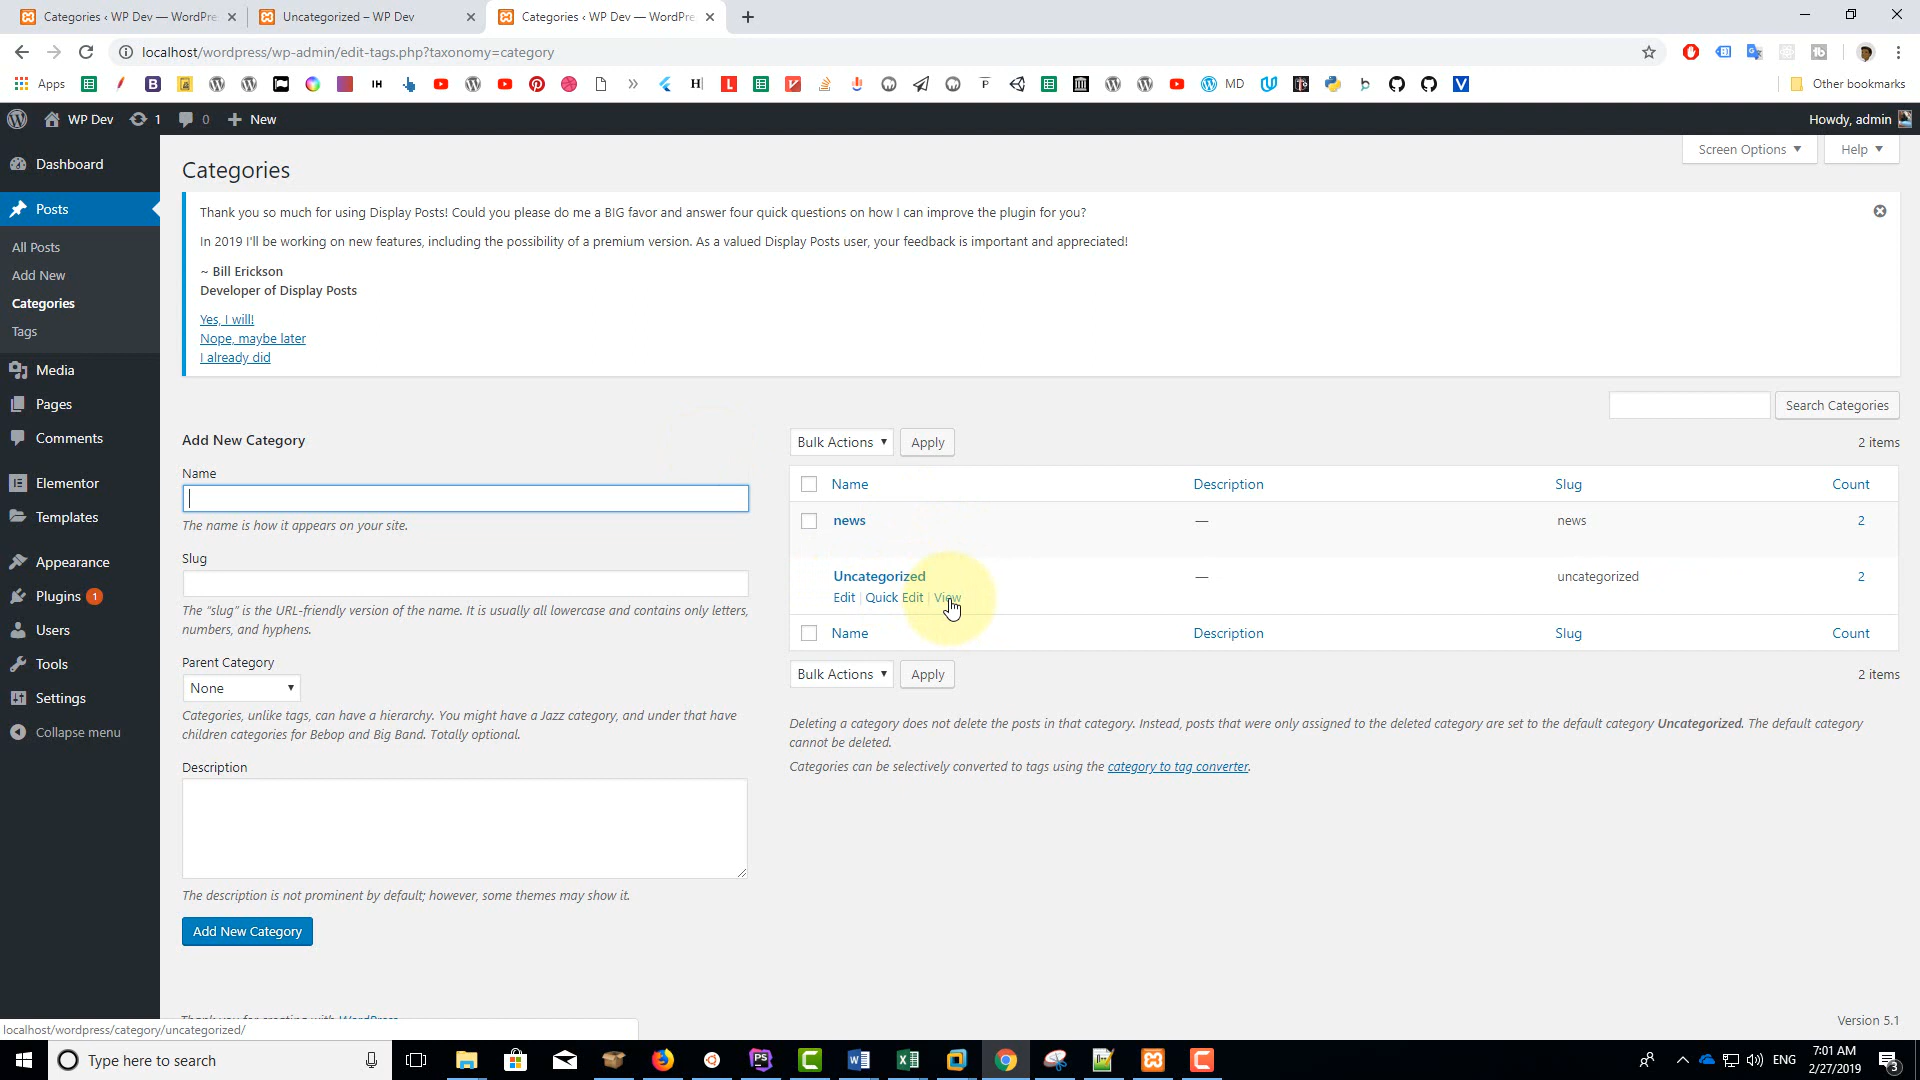 Categories ‹ WP Dev — WordPre
Uncategorized – WP Dev
Categories ‹ WP Dev — WordPre
localhost/wordpress/wp-admin/edit-tags.php?taxonomy=category
Apps
MD
Other bookmarks
WP Dev
1
0
New
Howdy, admin
Dashboard
Posts
All Posts
Add New
Categories
Tags
Media
Pages
Comments
Elementor
Templates
Appearance
Plugins 1
Users
Tools
Settings
Collapse menu
Screen Options
Help
Categories
Thank you so much for using Display Posts! Could you please do me a BIG favor and answer four quick questions on how I can improve the plugin for you?
In 2019 I'll be working on new features, including the possibility of a premium version. As a valued Display Posts user, your feedback is important and appreciated!
~ Bill Erickson
Developer of Display Posts
Yes, I will!
Nope, maybe later
I already did
Search Categories
Add New Category
Name
The name is how it appears on your site.
Slug
The "slug" is the URL-friendly version of the name. It is usually all lowercase and contains only letters,
numbers, and hyphens.
Parent Category
None
Categories, unlike tags, can have a hierarchy. You might have a Jazz category, and under that have
children categories for Bebop and Big Band. Totally optional.
Description
The description is not prominent by default; however, some themes may show it.
Add New Category
Bulk Actions
Apply
2 items
Name Description Slug Count
news — news 2
Uncategorized — uncategorized 2
Edit | Quick Edit | View
Name Description Slug Count
Bulk Actions
Apply
2 items
Deleting a category does not delete the posts in that category. Instead, posts that were only assigned to the deleted category are set to the default category Uncategorized. The default category
cannot be deleted.
Categories can be selectively converted to tags using the category to tag converter.
Thank you for creating with WordPress
Version 5.1
localhost/wordpress/category/uncategorized/
Type here to search
ENG
7:01 AM
2/27/2019
3